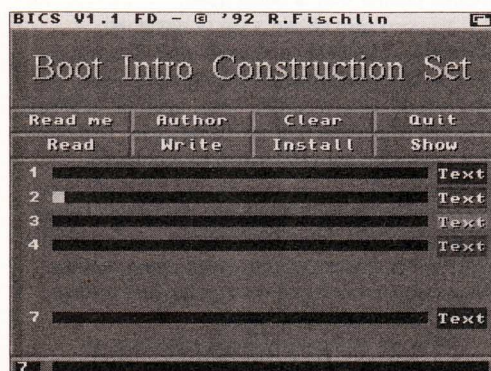 BICS V1.1 FD - © '92 R.Fischlin
Boot Intro Construction Set
Read me Author Clear Quit
Read Write Install Show
1 Text
2 Text
3 Text
4 Text
7 Text
7